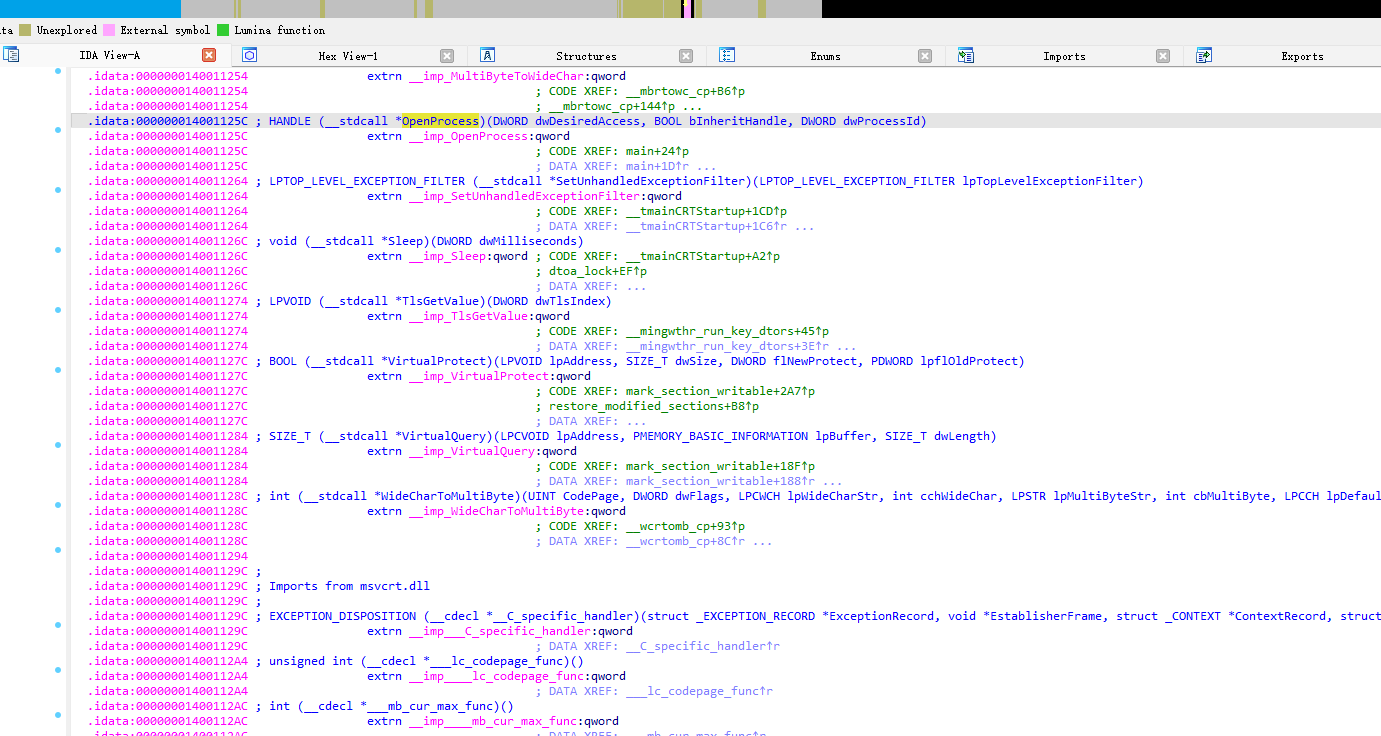 ta Unexplored External symbol Lumina function
IDA View-A Hex View-1 Structures Enums Imports Exports
.idata:0000000140011254 extrn __imp_MultiByteToWideChar:qword
.idata:0000000140011254 ; CODE XREF: __mbrtowc_cp+B6↑p
.idata:0000000140011254 ; __mbrtowc_cp+144↑p ...
.idata:000000014001125C ; HANDLE (__stdcall *OpenProcess)(DWORD dwDesiredAccess, BOOL bInheritHandle, DWORD dwProcessId)
.idata:000000014001125C extrn __imp_OpenProcess:qword
.idata:000000014001125C ; CODE XREF: main+24↑p
.idata:000000014001125C ; DATA XREF: main+1D↑r ...
.idata:0000000140011264 ; LPTOP_LEVEL_EXCEPTION_FILTER (__stdcall *SetUnhandledExceptionFilter)(LPTOP_LEVEL_EXCEPTION_FILTER lpTopLevelExceptionFilter)
.idata:0000000140011264 extrn __imp_SetUnhandledExceptionFilter:qword
.idata:0000000140011264 ; CODE XREF: __tmainCRTStartup+1CD↑p
.idata:0000000140011264 ; DATA XREF: __tmainCRTStartup+1C6↑r ...
.idata:000000014001126C ; void (__stdcall *Sleep)(DWORD dwMilliseconds)
.idata:000000014001126C extrn __imp_Sleep:qword ; CODE XREF: __tmainCRTStartup+A2↑p
.idata:000000014001126C ; dtoa_lock+EF↑p
.idata:000000014001126C ; DATA XREF: ...
.idata:0000000140011274 ; LPVOID (__stdcall *TlsGetValue)(DWORD dwTlsIndex)
.idata:0000000140011274 extrn __imp_TlsGetValue:qword
.idata:0000000140011274 ; CODE XREF: __mingwthr_run_key_dtors+45↑p
.idata:0000000140011274 ; DATA XREF: __mingwthr_run_key_dtors+3E↑r ...
.idata:000000014001127C ; BOOL (__stdcall *VirtualProtect)(LPVOID lpAddress, SIZE_T dwSize, DWORD flNewProtect, PDWORD lpflOldProtect)
.idata:000000014001127C extrn __imp_VirtualProtect:qword
.idata:000000014001127C ; CODE XREF: mark_section_writable+2A7↑p
.idata:000000014001127C ; restore_modified_sections+B8↑p
.idata:000000014001127C ; DATA XREF: ...
.idata:0000000140011284 ; SIZE_T (__stdcall *VirtualQuery)(LPCVOID lpAddress, PMEMORY_BASIC_INFORMATION lpBuffer, SIZE_T dwLength)
.idata:0000000140011284 extrn __imp_VirtualQuery:qword
.idata:0000000140011284 ; CODE XREF: mark_section_writable+18F↑p
.idata:0000000140011284 ; DATA XREF: mark_section_writable+188↑r ...
.idata:000000014001128C ; int (__stdcall *WideCharToMultiByte)(UINT CodePage, DWORD dwFlags, LPCWCH lpWideCharStr, int cchWideChar, LPSTR lpMultiByteStr, int cbMultiByte, LPCCH lpDefaul
.idata:000000014001128C extrn __imp_WideCharToMultiByte:qword
.idata:000000014001128C ; CODE XREF: __wcrtomb_cp+93↑p
.idata:000000014001128C ; DATA XREF: __wcrtomb_cp+8C↑r ...
.idata:0000000140011294
.idata:000000014001129C ;
.idata:000000014001129C ; Imports from msvcrt.dll
.idata:000000014001129C ;
.idata:000000014001129C ; EXCEPTION_DISPOSITION (__cdecl *__C_specific_handler)(struct _EXCEPTION_RECORD *ExceptionRecord, void *EstablisherFrame, struct _CONTEXT *ContextRecord, struct
.idata:000000014001129C extrn __imp___C_specific_handler:qword
.idata:000000014001129C ; DATA XREF: __C_specific_handler↑r
.idata:00000001400112A4 ; unsigned int (__cdecl *___lc_codepage_func)()
.idata:00000001400112A4 extrn __imp____lc_codepage_func:qword
.idata:00000001400112A4 ; DATA XREF: ___lc_codepage_func↑r
.idata:00000001400112AC ; int (__cdecl *___mb_cur_max_func)()
.idata:00000001400112AC extrn __imp____mb_cur_max_func:qword
.idata:00000001400112AC ; DATA XREF: ___mb_cur_max_func↑r